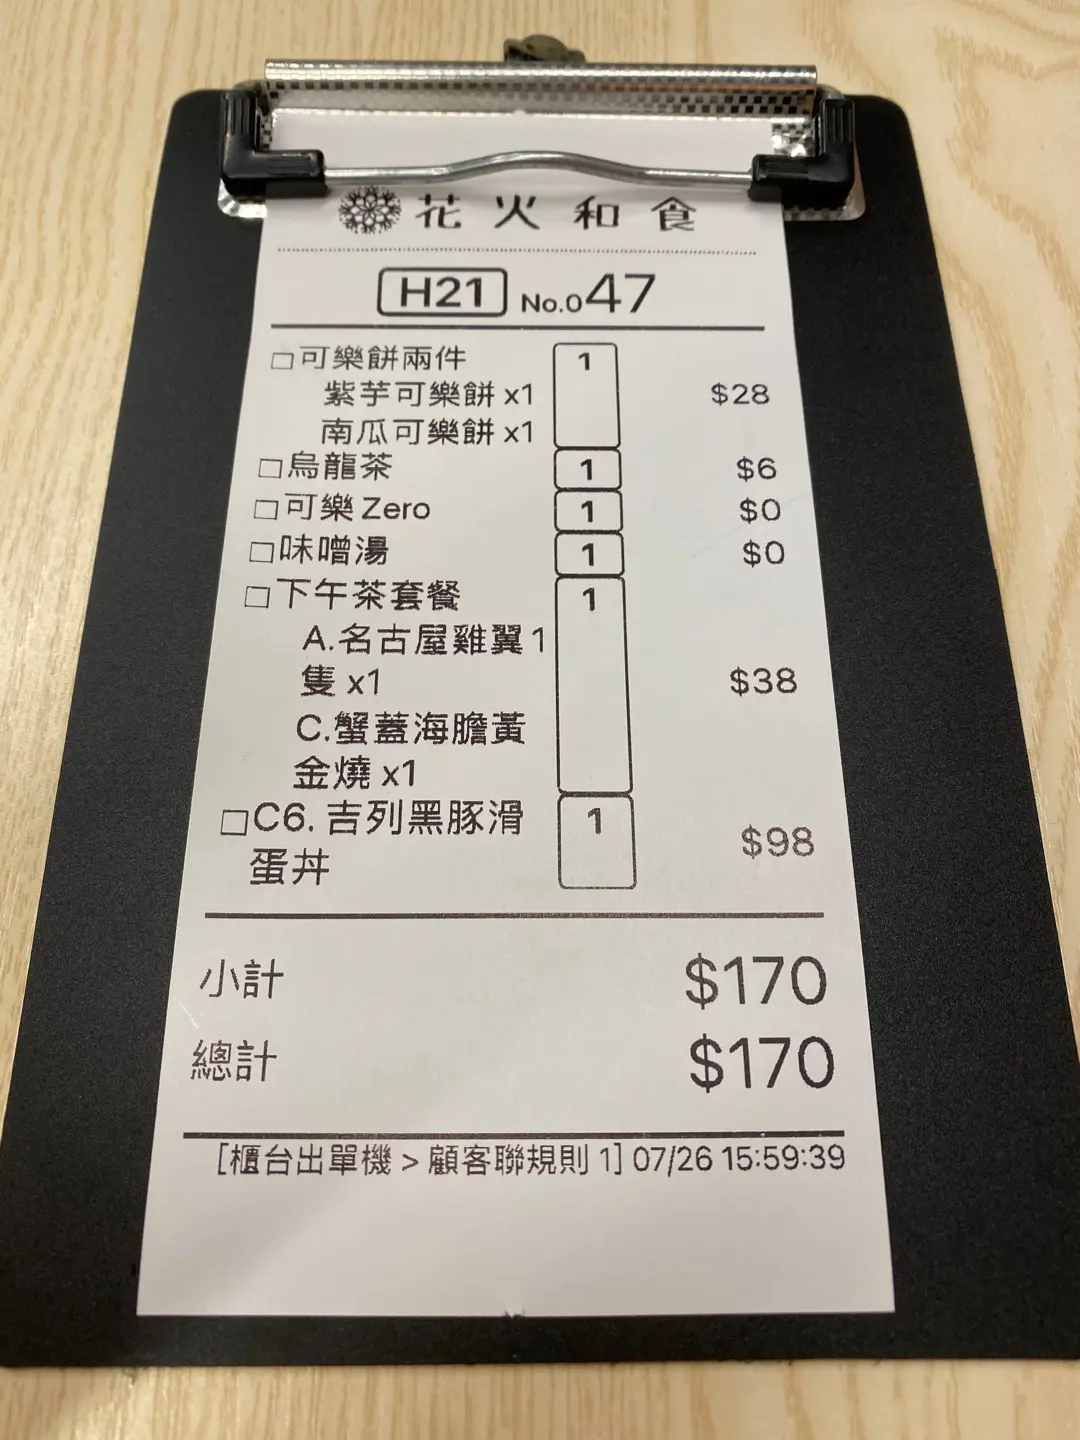 花火和食
H21 No.047
可樂餅兩件 1
紫芋可樂餅 x1 $28
南瓜可樂餅 x1
烏龍茶 1 $6
可樂 Zero 1 $0
味噌湯 1 $0
下午茶套餐 1
A.名古屋雞翼 1
隻 x1 $38
C.蟹蓋海膽黃
金燒 x1
C6. 吉列黑豚滑 1 $98
蛋丼
小計 $170
總計 $170
[櫃台出單機 > 顧客聯規則 1] 07/26 15:59:39